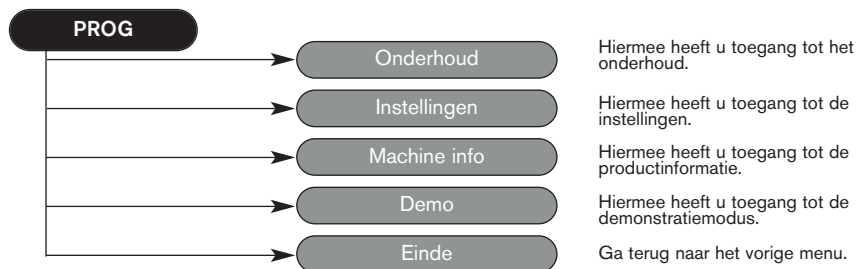 PROG
Onderhoud
Hiermee heeft u toegang tot het
onderhoud.
Instellingen
Hiermee heeft u toegang tot de
instellingen.
Machine info
Hiermee heeft u toegang tot de
productinformatie.
Demo
Hiermee heeft u toegang tot de
demonstratiemodus.
Einde
Ga terug naar het vorige menu.